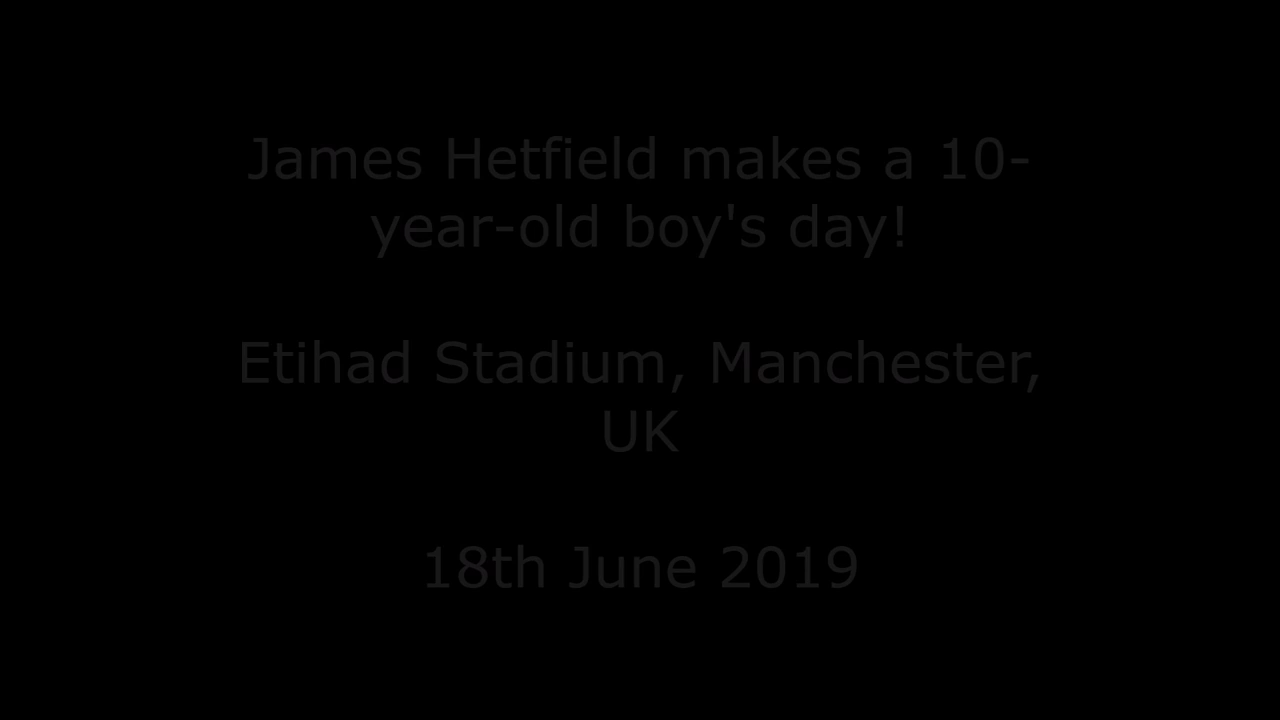 James Hetfield makes a 10-
year-old boy's day!
Etihad Stadium, Manchester,
UK
18th June 2019